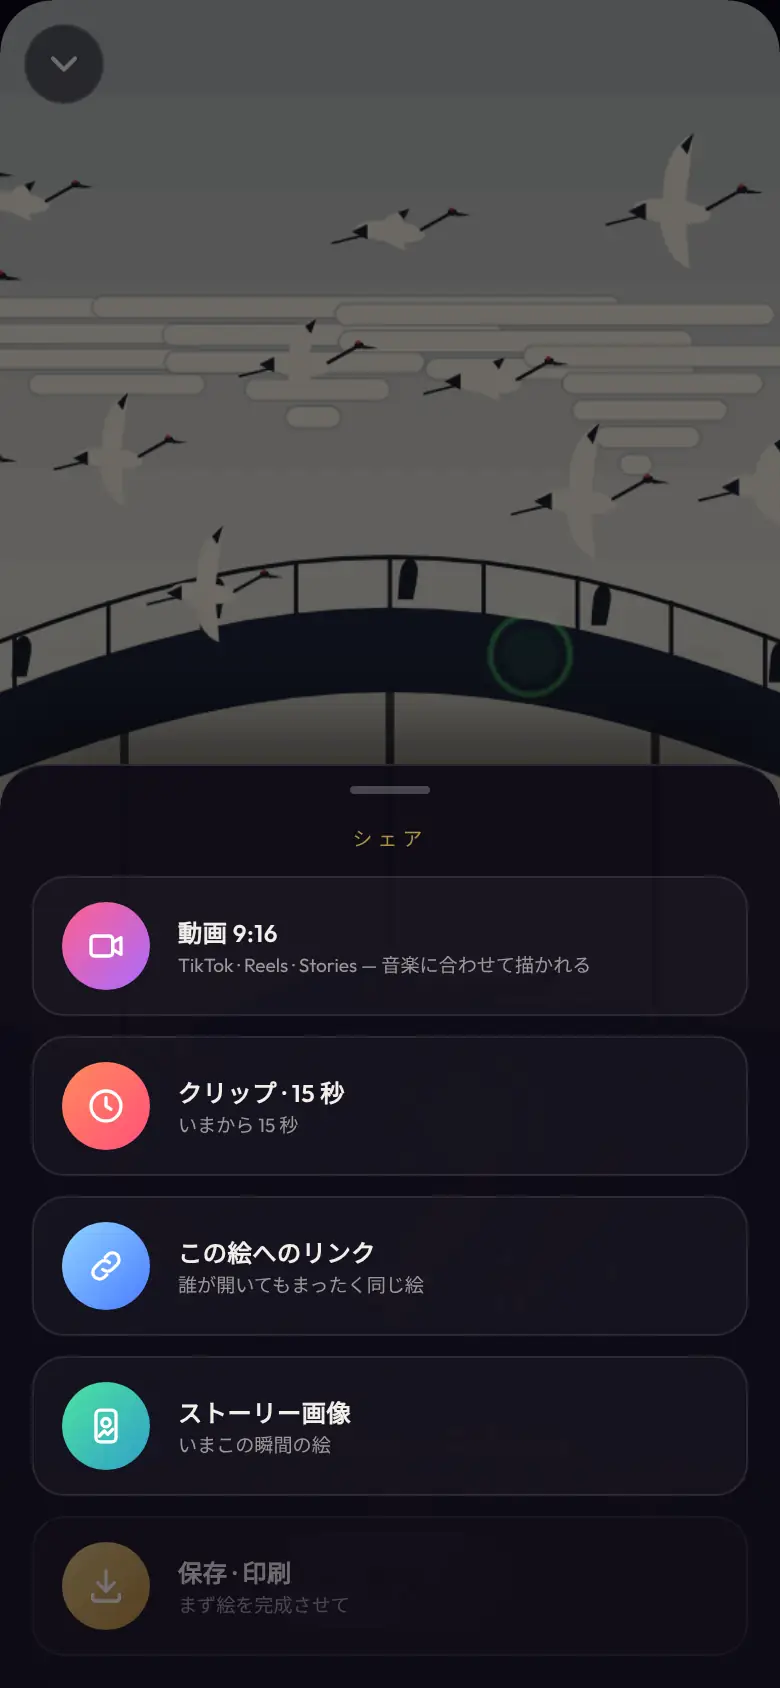 シェア
動画 9:16
TikTok · Reels · Stories — 音楽に合わせて描かれる
クリップ · 15 秒
いまから 15 秒
この絵へのリンク
誰が開いてもまったく同じ絵
ストーリー画像
いまこの瞬間の絵
保存 · 印刷
まず絵を完成させて